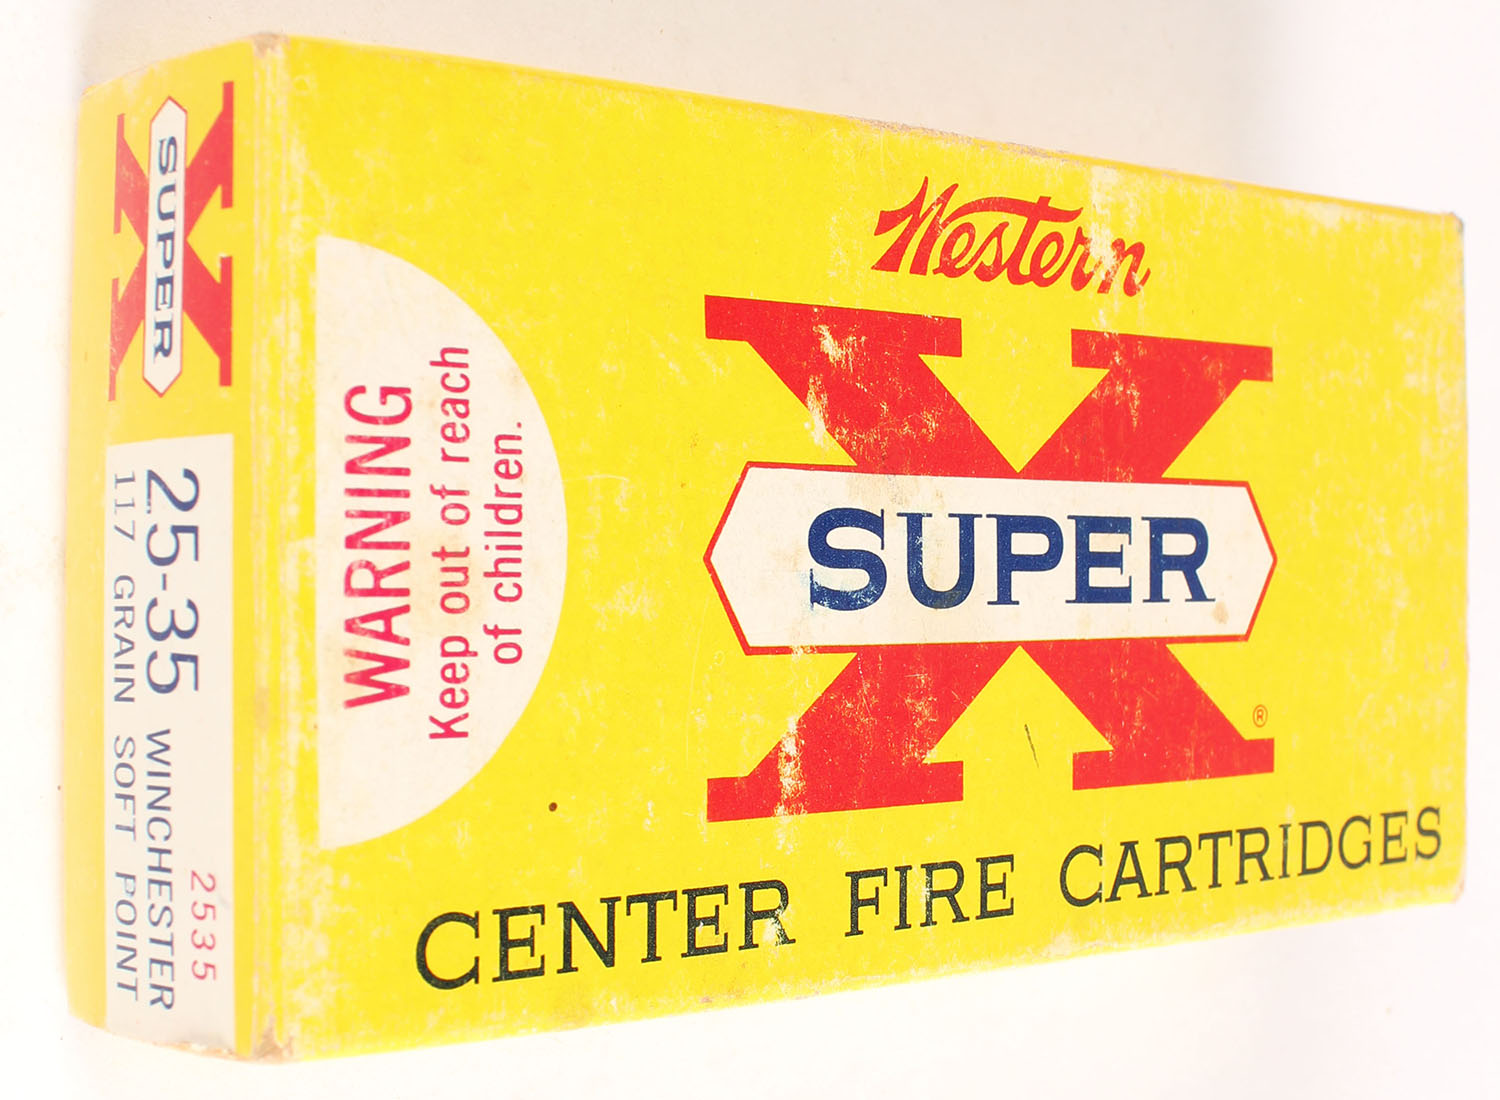 Western
X
SUPER
®
CENTER FIRE CARTRIDGES
WARNING
Keep out of reach
of children.
X
SUPER
2535
25-35 WINCHESTER
117 GRAIN SOFT POINT